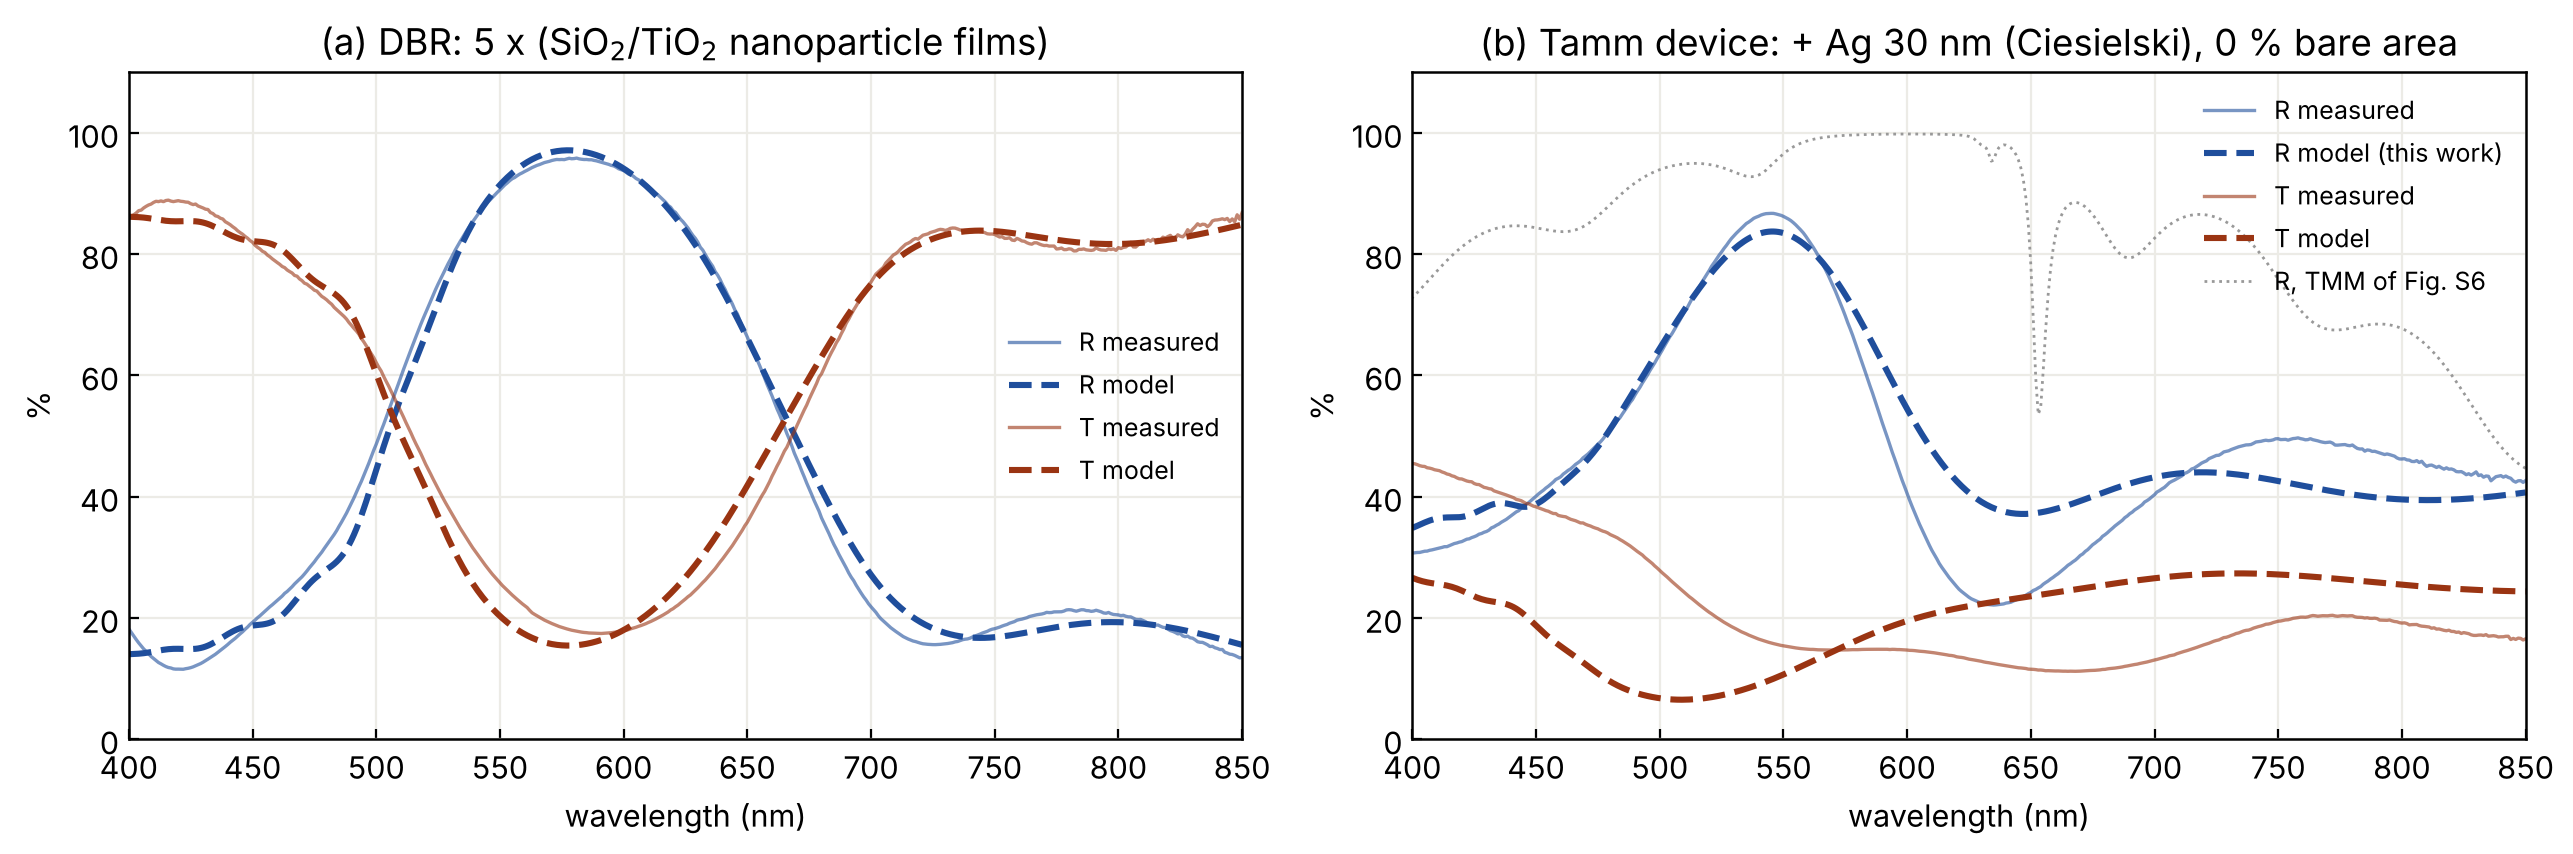 (a) DBR: 5 x (SiO₂/TiO₂ nanoparticle films)
100
80
60
40
20
0
%
400 450 500 550 600 650 700 750 800 850
wavelength (nm)
R measured
R model
T measured
T model
(b) Tamm device: + Ag 30 nm (Ciesielski), 0 % bare area
100
80
60
40
20
0
%
400 450 500 550 600 650 700 750 800 850
wavelength (nm)
R measured
R model (this work)
T measured
T model
R, TMM of Fig. S6